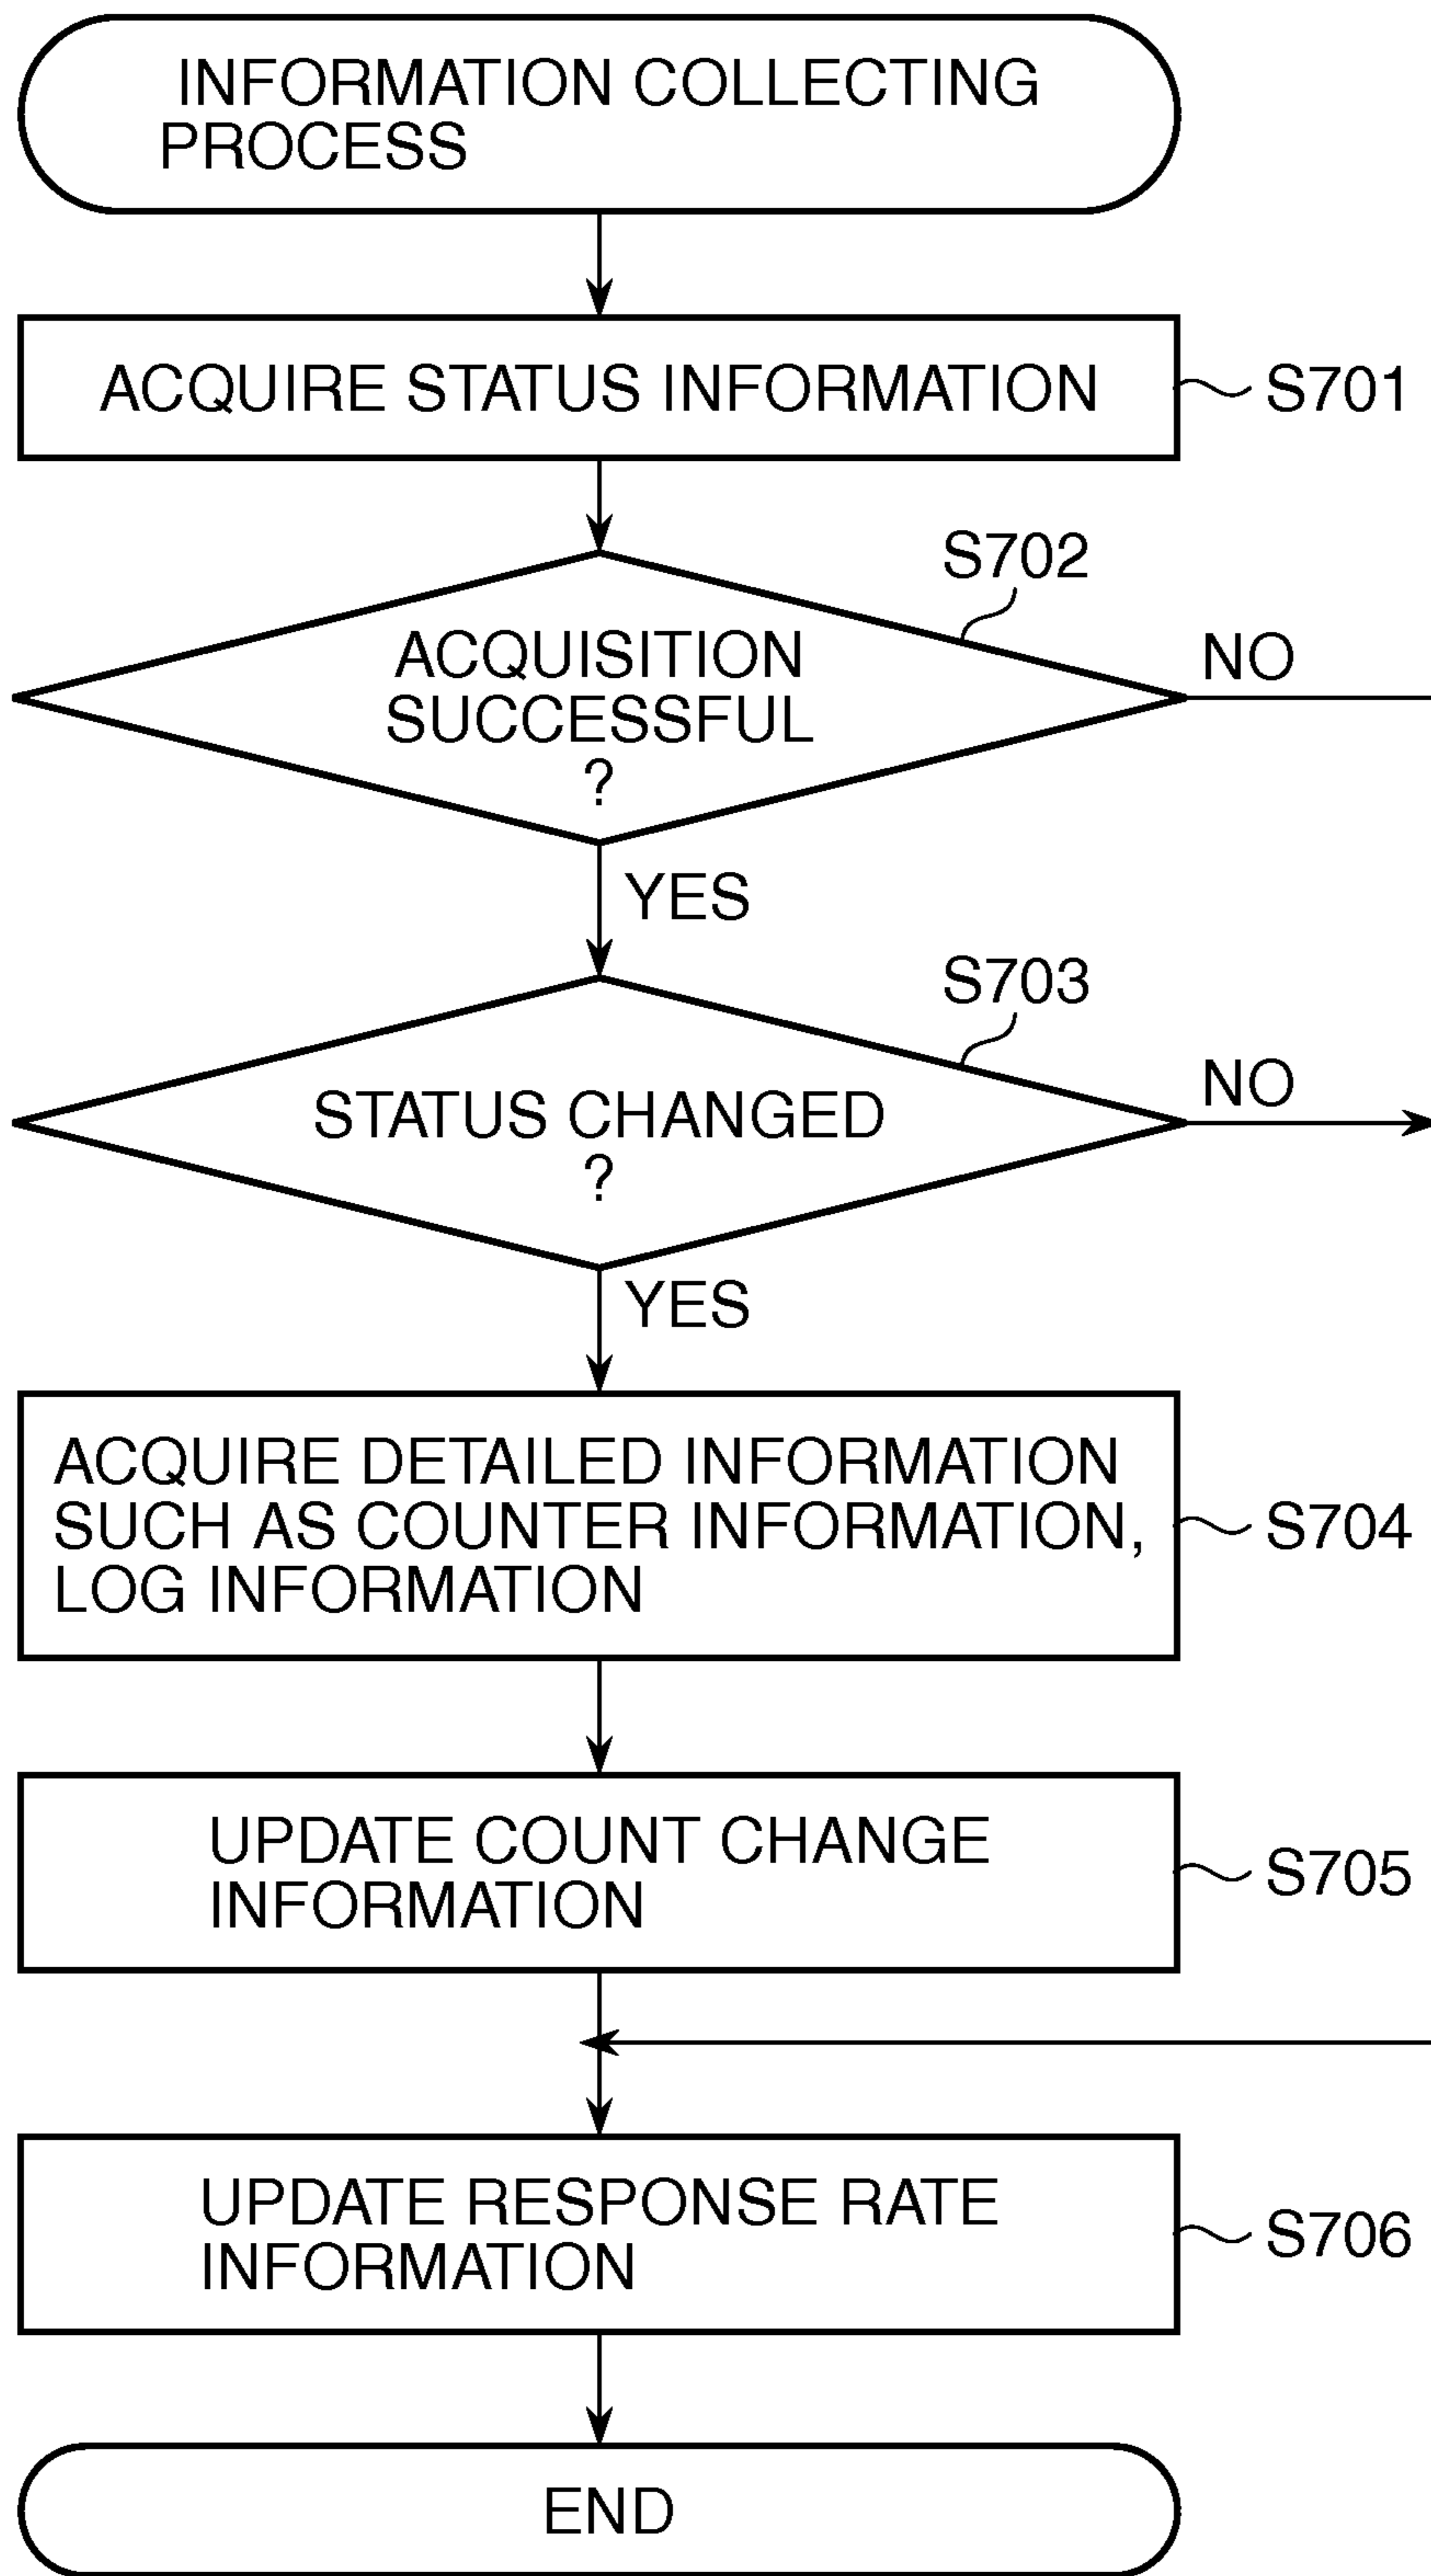 INFORMATION COLLECTING
PROCESS
ACQUIRE STATUS INFORMATION
S701
S702
ACQUISITION
SUCCESSFUL
?
NO
YES
S703
STATUS CHANGED
?
NO
YES
ACQUIRE DETAILED INFORMATION
SUCH AS COUNTER INFORMATION,
LOG INFORMATION
S704
UPDATE COUNT CHANGE
INFORMATION
S705
UPDATE RESPONSE RATE
INFORMATION
S706
END